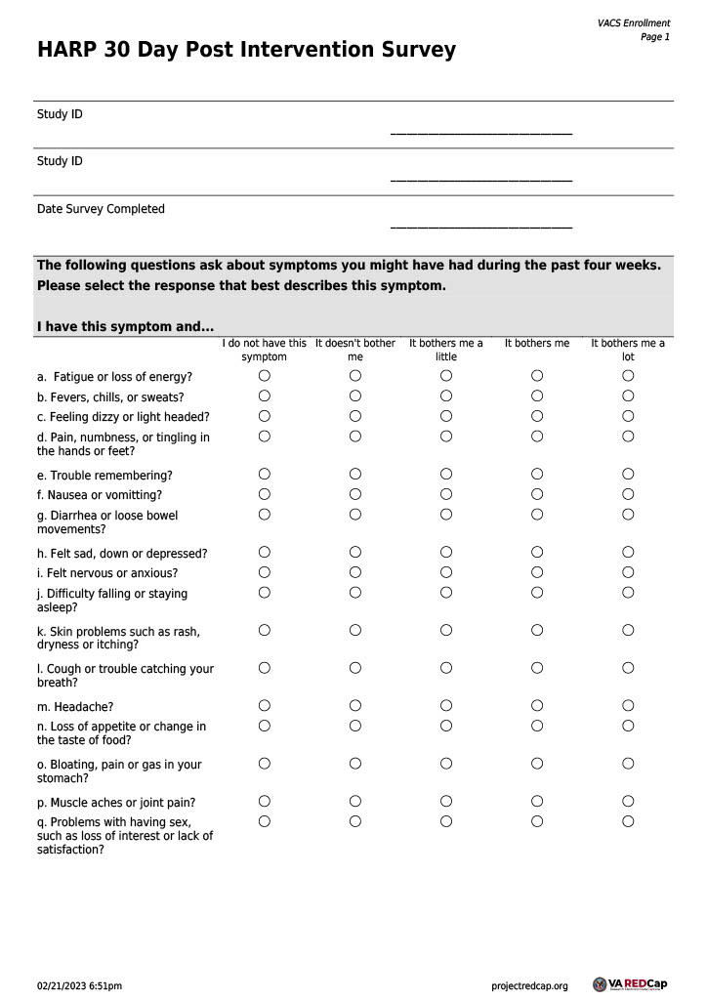 VACS Enrollment
Page 1
HARP 30 Day Post Intervention Survey
Study ID
Study ID
Date Survey Completed
The following questions ask about symptoms you might have had during the past four weeks.
Please select the response that best describes this symptom.
I have this symptom and...
I do not have this It doesn't bother It bothers me a It bothers me It bothers me a
symptom me little lot
a. Fatigue or loss of energy?
b. Fevers, chills, or sweats?
c. Feeling dizzy or light headed?
d. Pain, numbness, or tingling in
the hands or feet?
e. Trouble remembering?
f. Nausea or vomitting?
g. Diarrhea or loose bowel
movements?
h. Felt sad, down or depressed?
i. Felt nervous or anxious?
j. Difficulty falling or staying
asleep?
k. Skin problems such as rash,
dryness or itching?
l. Cough or trouble catching your
breath?
m. Headache?
n. Loss of appetite or change in
the taste of food?
o. Bloating, pain or gas in your
stomach?
p. Muscle aches or joint pain?
q. Problems with having sex,
such as loss of interest or lack of
satisfaction?
02/21/2023 6:51pm projectredcap.org VA REDCap